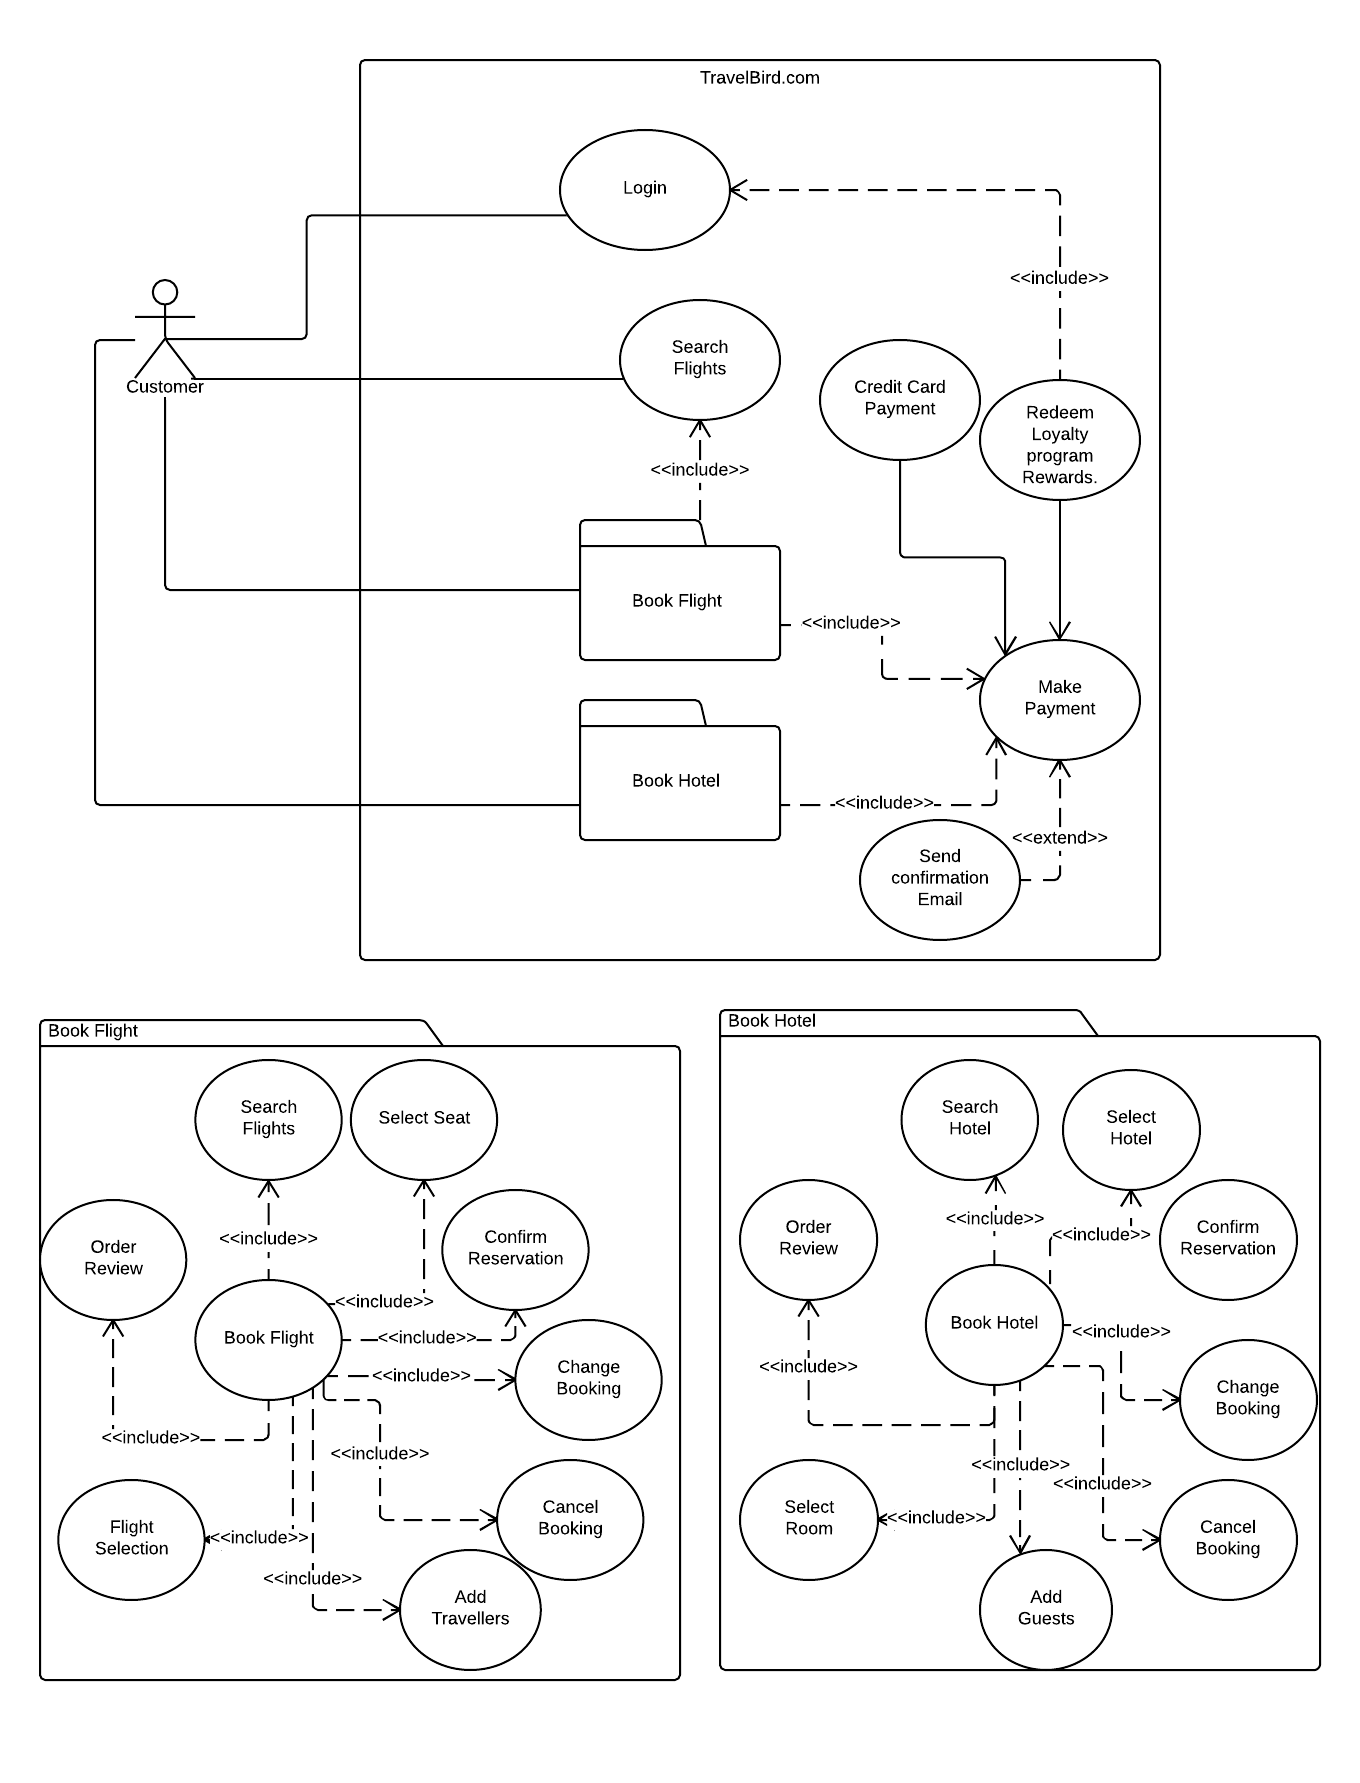 TravelBird.com
Login
<<include>>
Customer
Search
Flights
Credit Card
Payment
Redeem
Loyalty
program
Rewards.
<<include>>
Book Flight
<<include>>
Make
Payment
Book Hotel
<<include>>
<<extend>>
Send
confirmation
Email
Book Flight
Search
Flights
Select Seat
Order
Review
<<include>>
Confirm
Reservation
<<include>>
Book Flight
<<include>>
<<include>>
Change
Booking
<<include>>
<<include>>
Flight
Selection
<<include>>
Cancel
Booking
<<include>>
Add
Travellers
Book Hotel
Search
Hotel
Select
Hotel
Order
Review
<<include>>
<<include>>
Confirm
Reservation
Book Hotel
<<include>>
<<include>>
Change
Booking
<<include>>
<<include>>
Select
Room
<<include>>
Cancel
Booking
Add
Guests